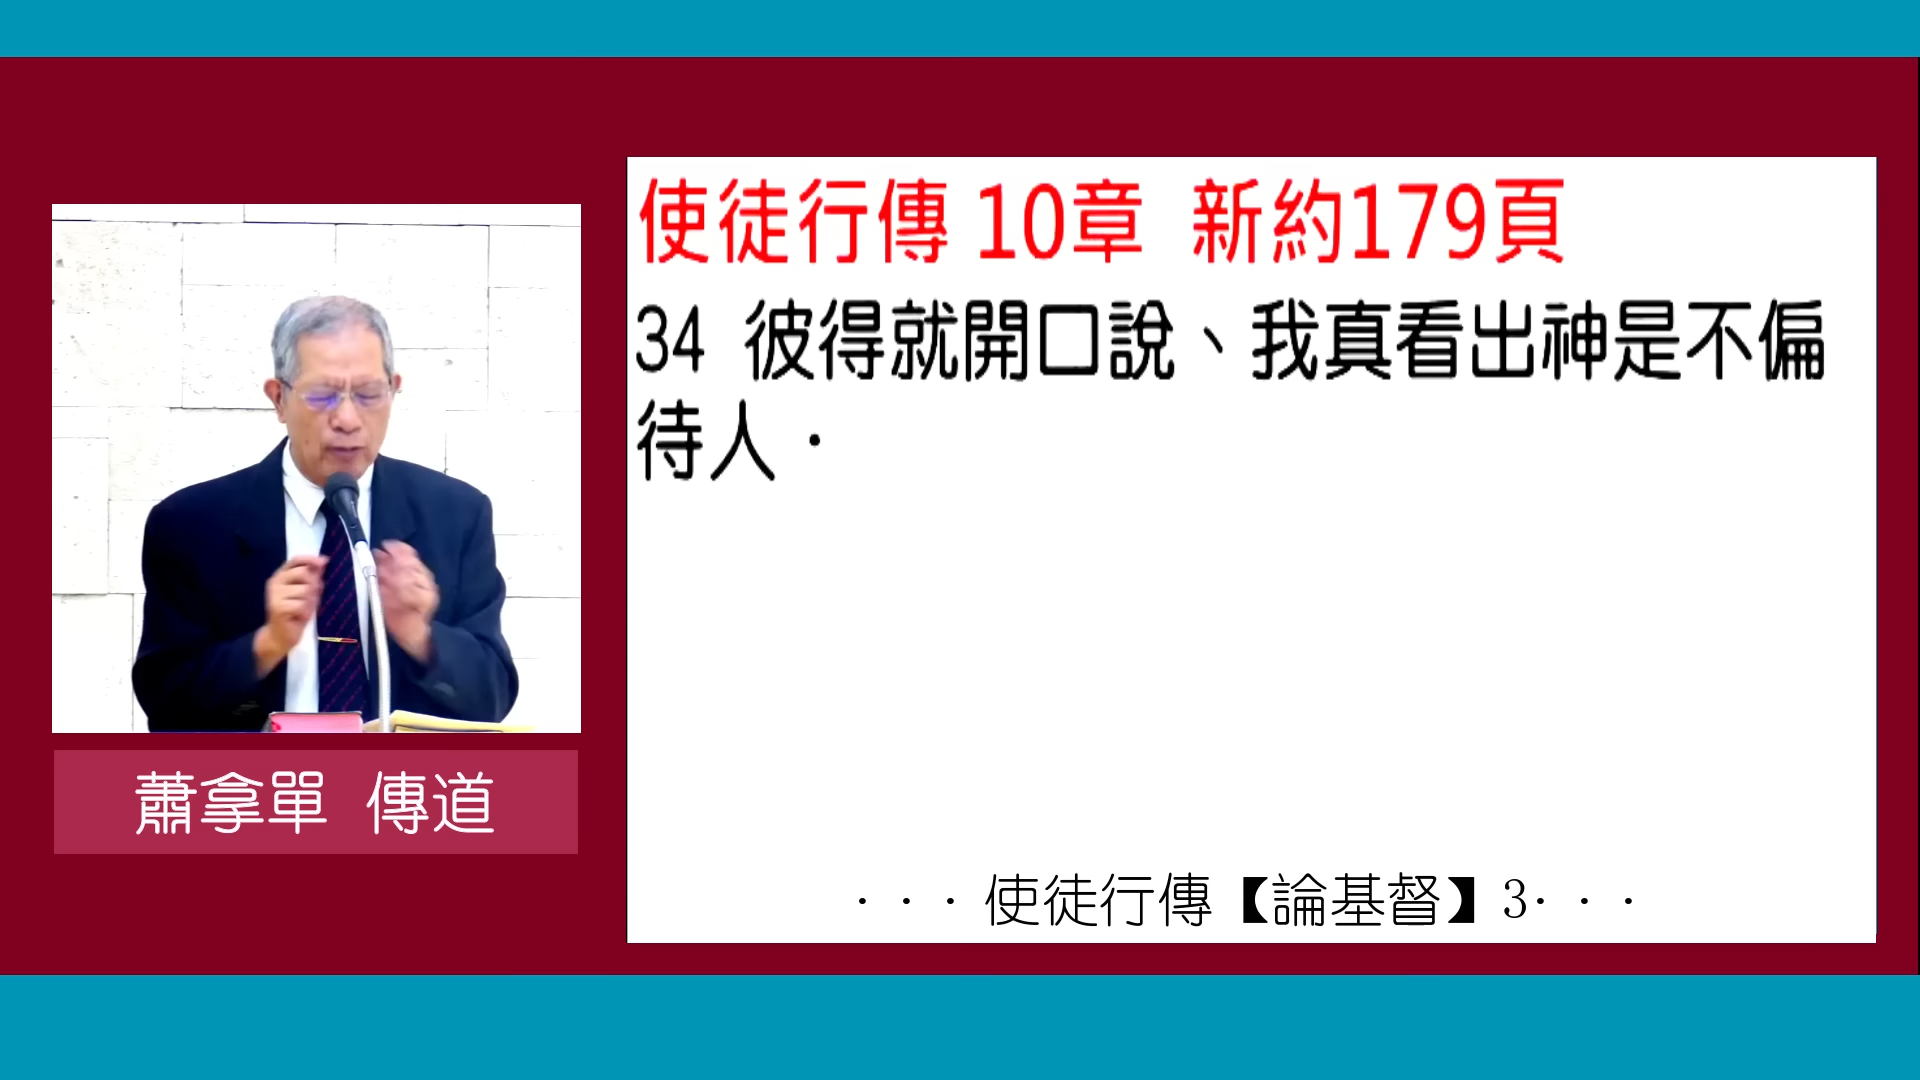 使徒行傳 10章 新約179頁
34 彼得就開口說、我真看出神是不偏
待人．
蕭拿單 傳道
···使徒行傳【論基督】3···